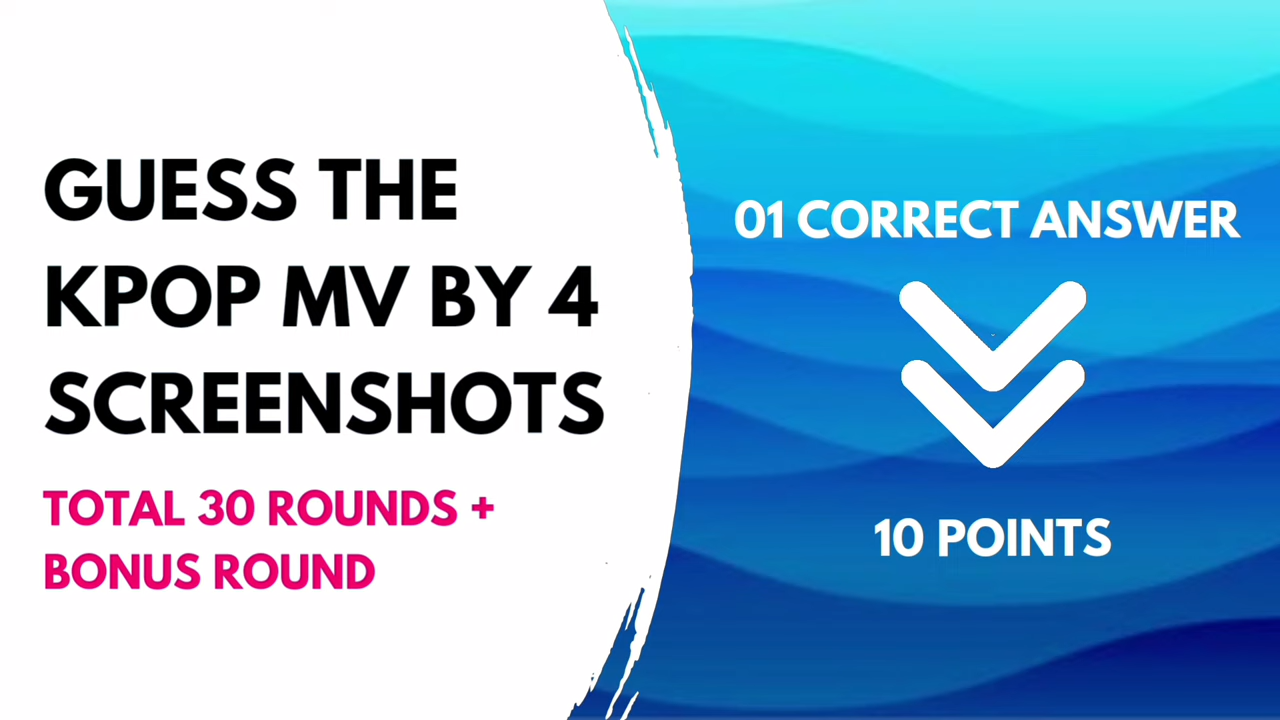 GUESS THE
KPOP MV BY 4
SCREENSHOTS
TOTAL 30 ROUNDS +
BONUS ROUND
01 CORRECT ANSWER
10 POINTS